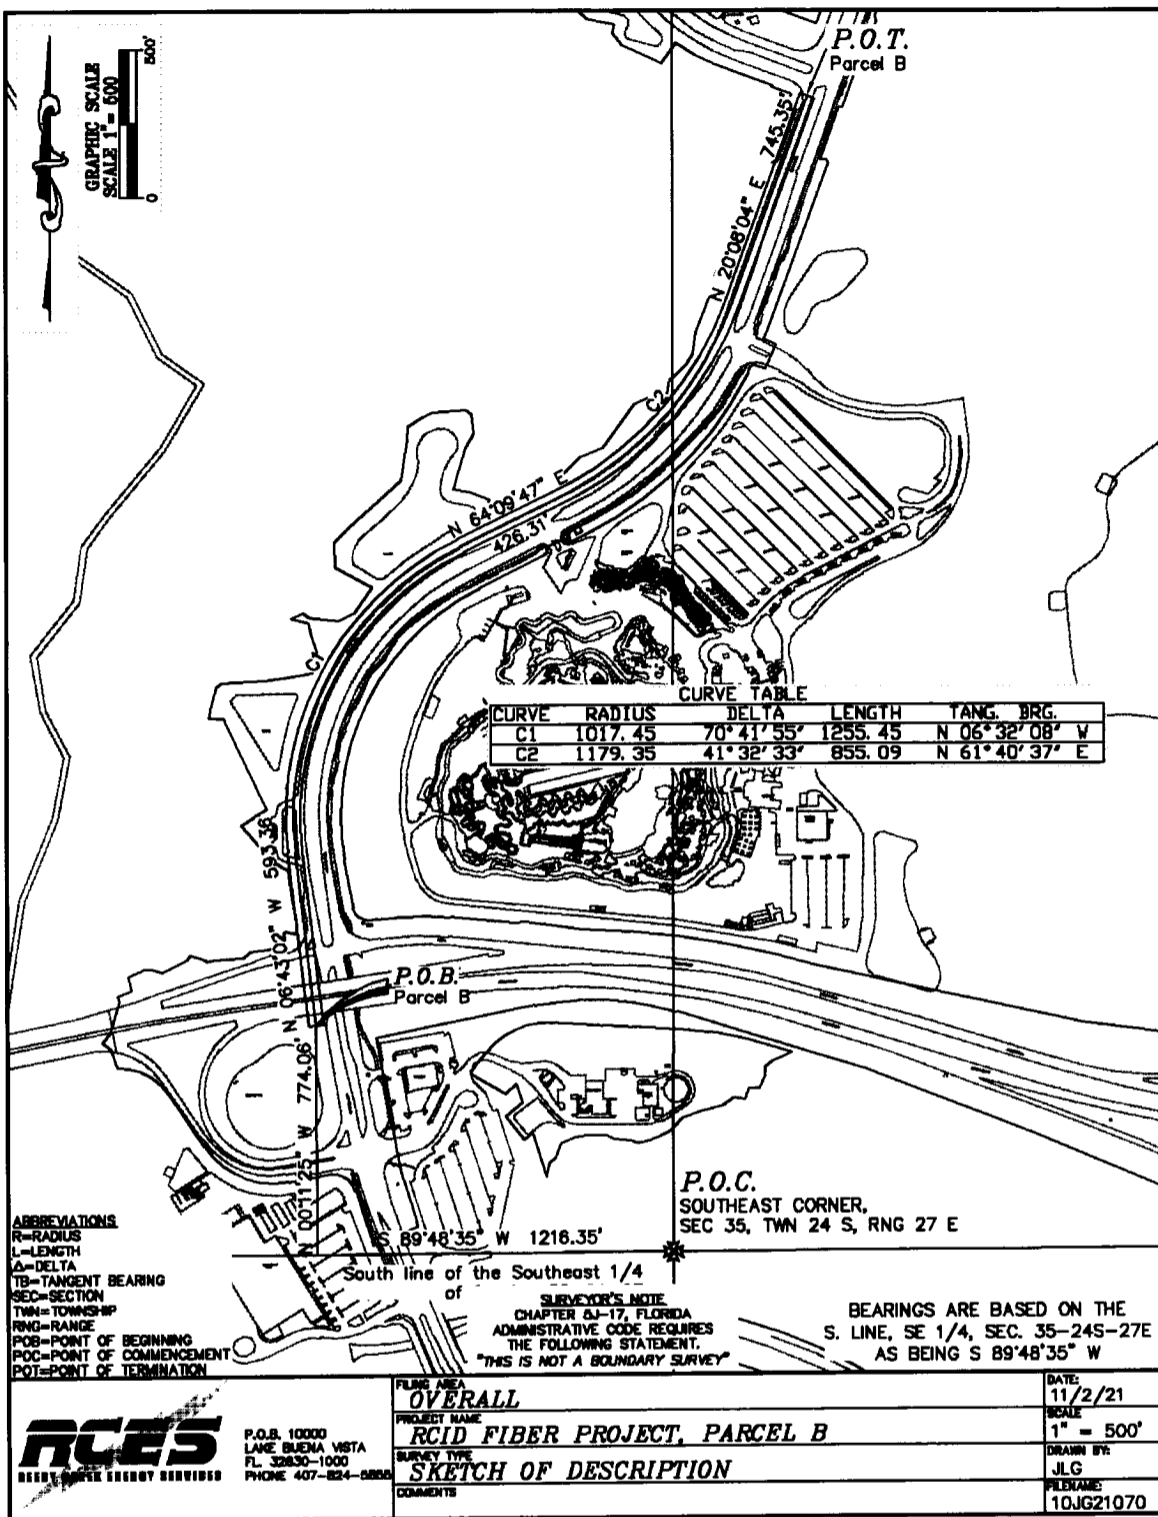 P.O.T.
Parcel B
GRAPHIC SCALE
SCALE 1" = 500
0
500'
N 20°08'04" E 745.35'
C2
N 64°09'47" E
426.31'
C1
CURVE TABLE
CURVE RADIUS DELTA LENGTH TANG. BRG.
C1 1017.45 70°41'55" 1255.45 N 06°32'08" W
C2 1179.35 41°32'33" 855.09 N 61°40'37" E
N 06°43'02" W 593.36'
P.O.B.
Parcel B
N 00°11'25" W 774.06'
P.O.C.
SOUTHEAST CORNER,
SEC 35, TWN 24 S, RNG 27 E
S 89°48'35" W 1216.35'
South line of the Southeast 1/4
of
ABBREVIATIONS
R=RADIUS
L=LENGTH
Δ=DELTA
TB=TANGENT BEARING
SEC=SECTION
TWN=TOWNSHIP
RNG=RANGE
POB=POINT OF BEGINNING
POC=POINT OF COMMENCEMENT
POT=POINT OF TERMINATION
SURVEYOR'S NOTE
CHAPTER 5J-17, FLORIDA
ADMINISTRATIVE CODE REQUIRES
THE FOLLOWING STATEMENT.
"THIS IS NOT A BOUNDARY SURVEY"
BEARINGS ARE BASED ON THE
S. LINE, SE 1/4, SEC. 35-24S-27E
AS BEING S 89°48'35" W
RCES
REEDY CREEK ENERGY SERVICES
P.O.B. 10000
LAKE BUENA VISTA
FL. 32830-1000
PHONE 407-824-
FILING AREA
OVERALL
PROJECT NAME
RCID FIBER PROJECT, PARCEL B
SURVEY TYPE
SKETCH OF DESCRIPTION
COMMENTS
DATE:
11/2/21
SCALE
1" = 500'
DRAWN BY:
JLG
FILENAME:
10JG21070